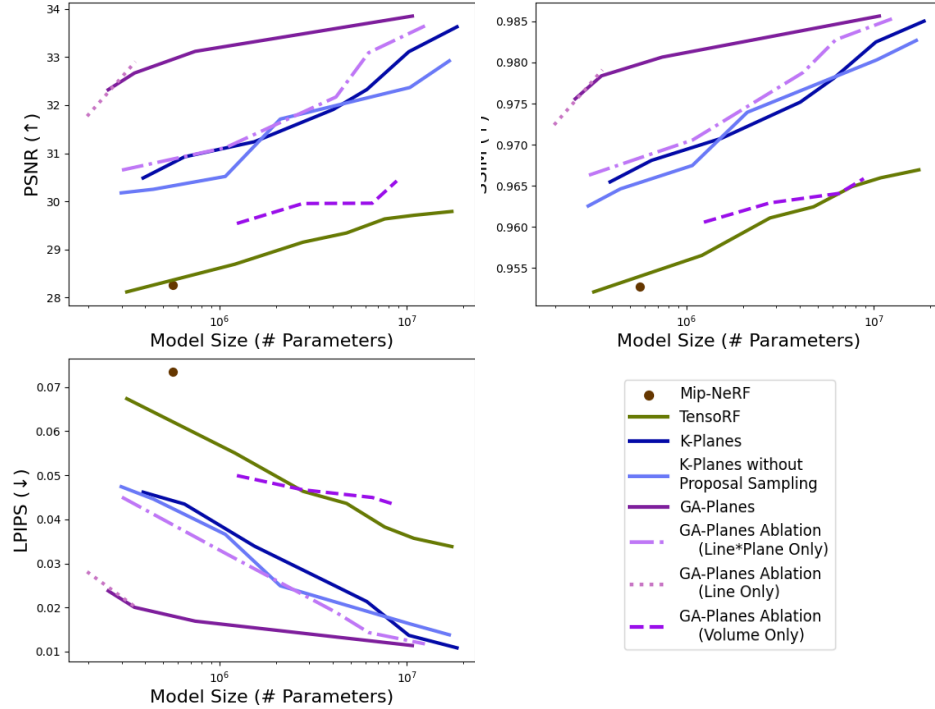 34
33
32
31
30
29
28
PSNR (↑)
10^6
10^7
Model Size (# Parameters)
0.985
0.980
0.975
0.970
0.965
0.960
0.955
SSIM (↑)
10^6
10^7
Model Size (# Parameters)
0.07
0.06
0.05
0.04
0.03
0.02
0.01
LPIPS (↓)
10^6
10^7
Model Size (# Parameters)
Mip-NeRF
TensoRF
K-Planes
K-Planes without
Proposal Sampling
GA-Planes
GA-Planes Ablation
(Line*Plane Only)
GA-Planes Ablation
(Line Only)
GA-Planes Ablation
(Volume Only)